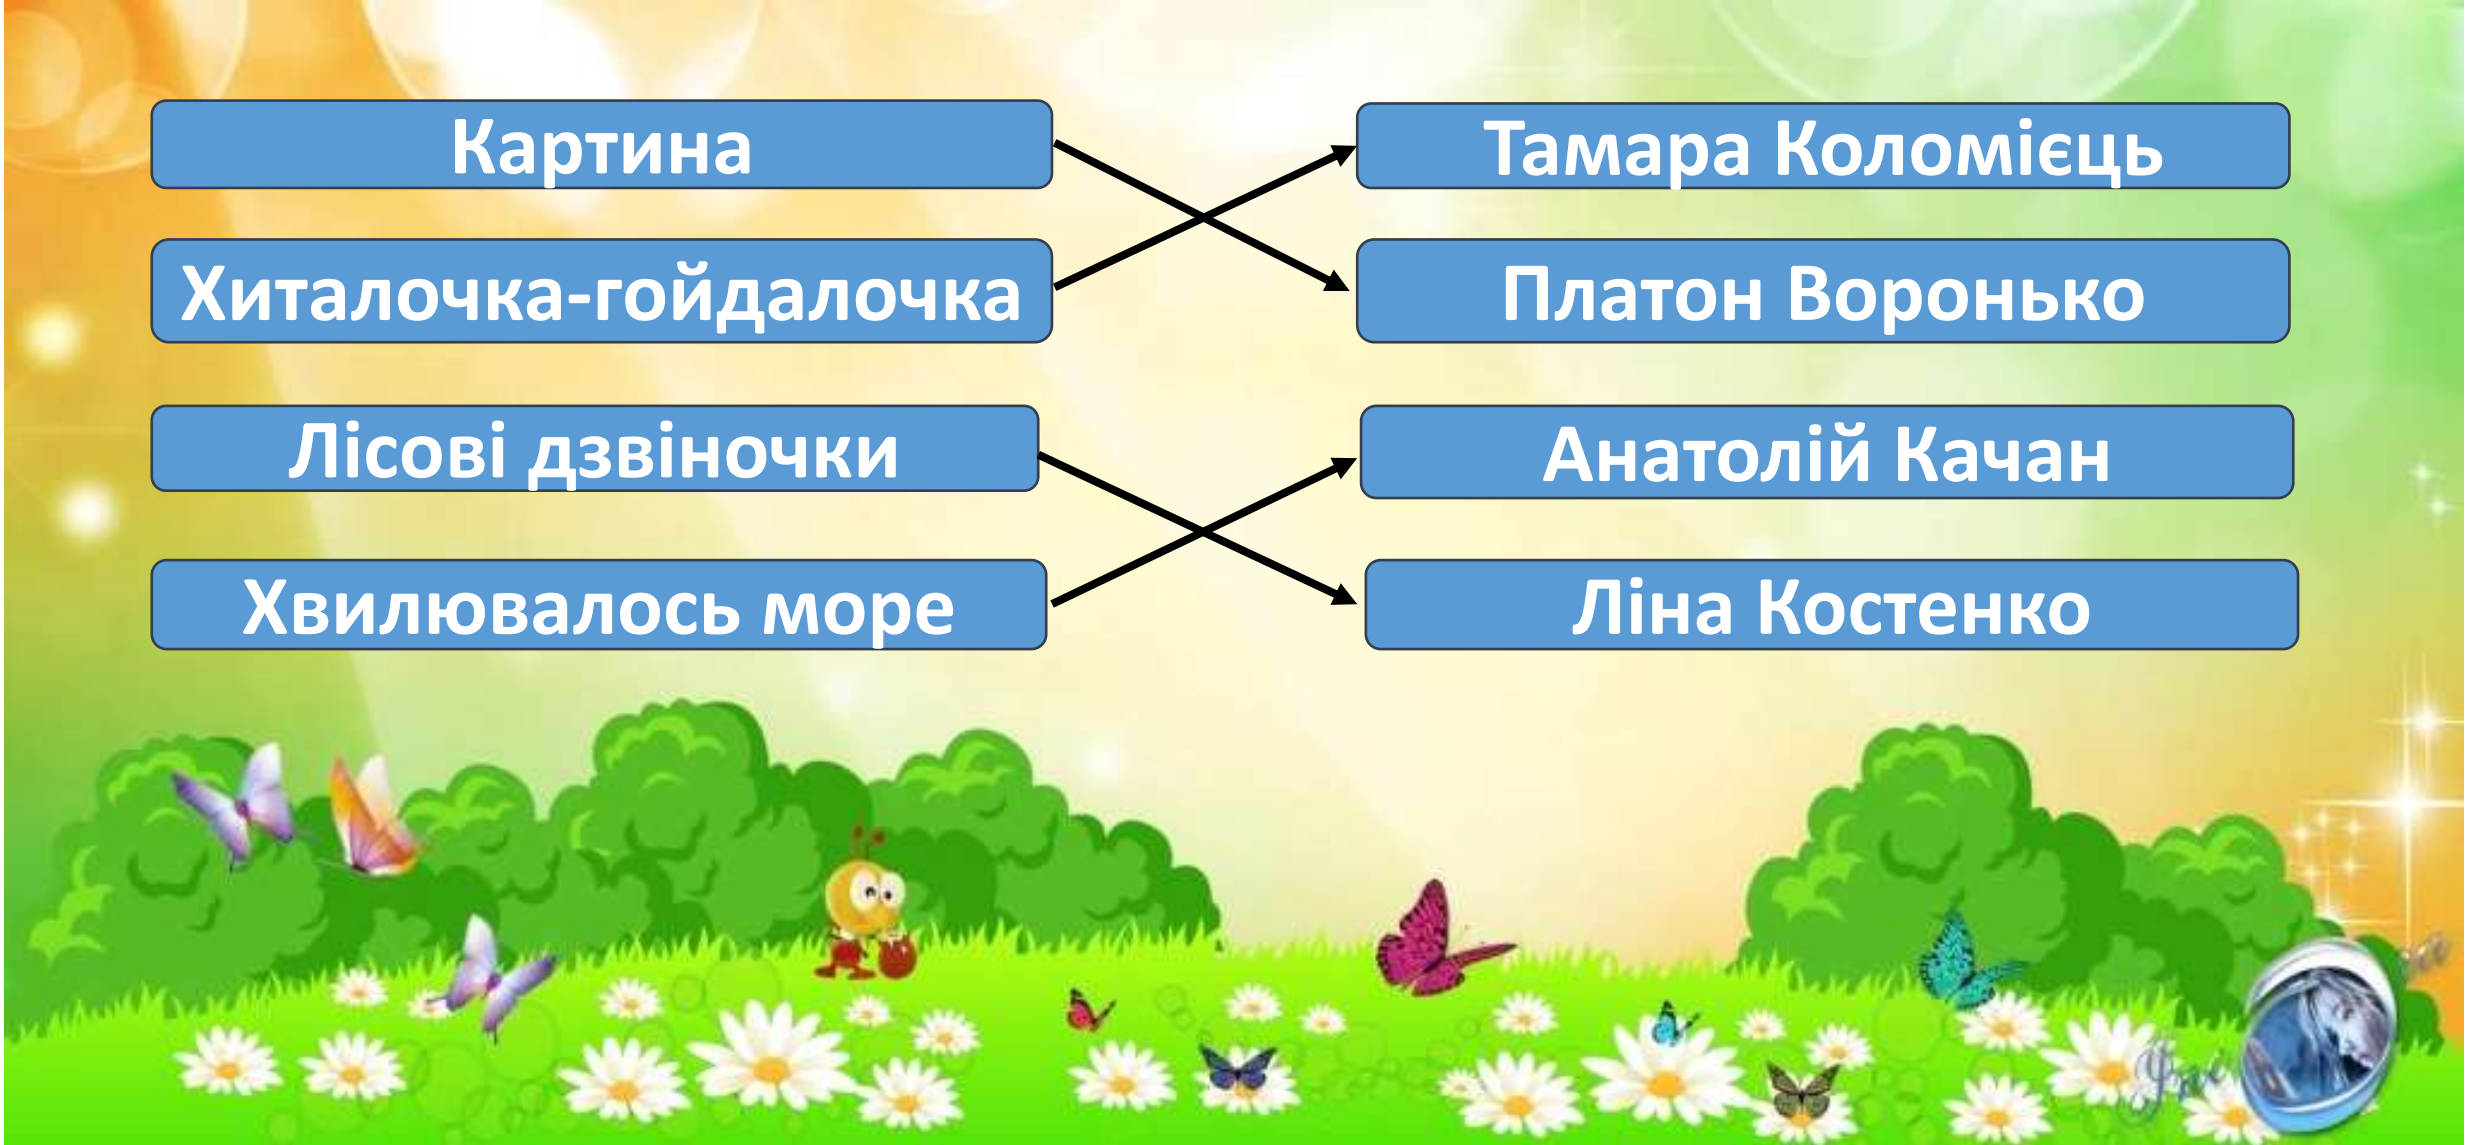 Картина
Тамара Коломієць
Хиталочка-гойдалочка
Платон Воронько
Лісові дзвіночки
Анатолій Качан
Хвилювалось море
Ліна Костенко